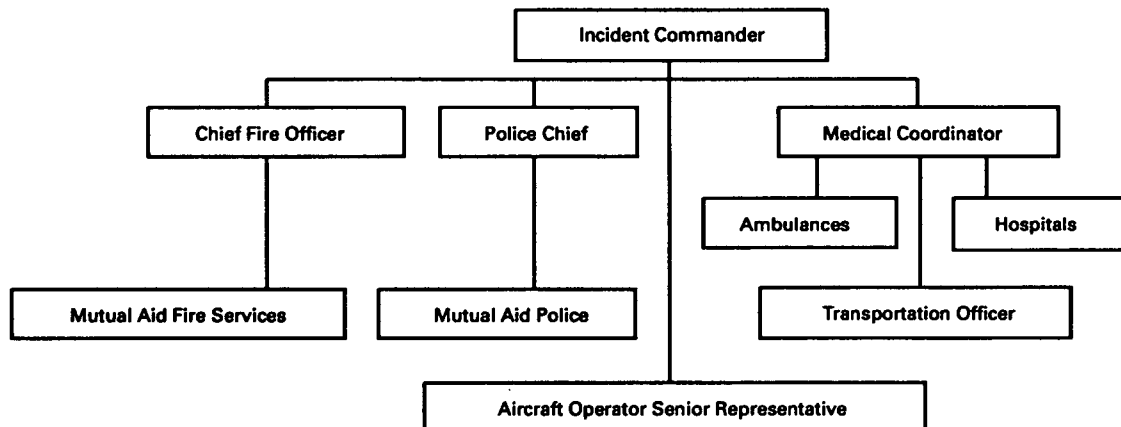 Incident Commander
Chief Fire Officer
Police Chief
Medical Coordinator
Ambulances
Hospitals
Mutual Aid Fire Services
Mutual Aid Police
Transportation Officer
Aircraft Operator Senior Representative